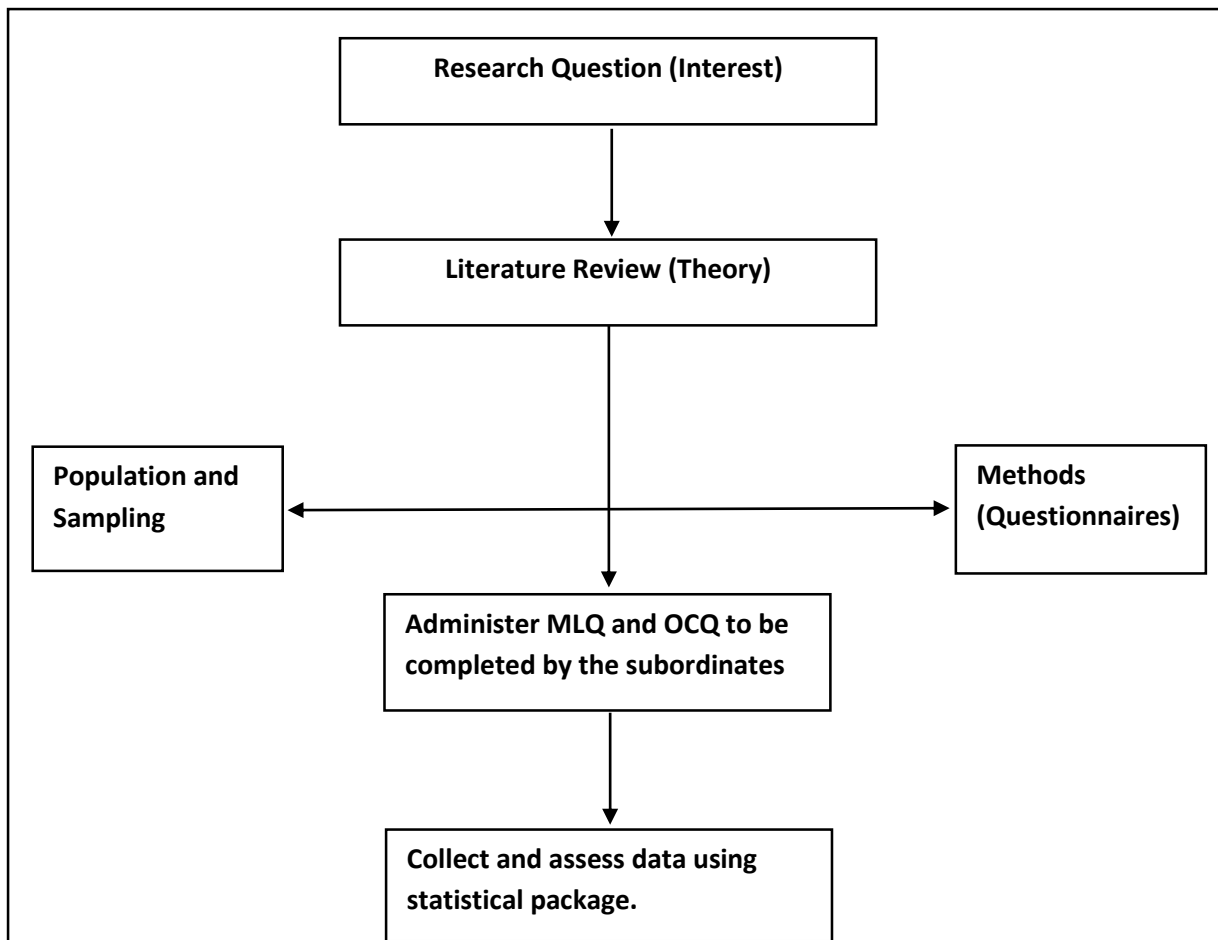 Research Question (Interest)
Literature Review (Theory)
Population and
Sampling
Methods
(Questionnaires)
Administer MLQ and OCQ to be
completed by the subordinates
Collect and assess data using
statistical package.